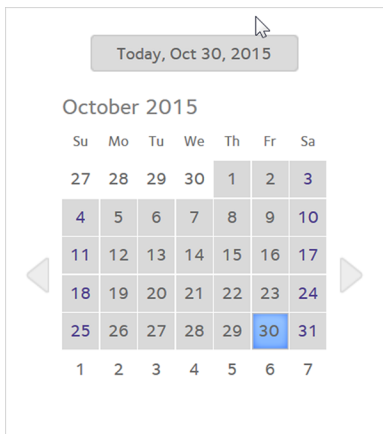 Today, Oct 30, 2015
October 2015
Su Mo Tu We Th Fr Sa
27 28 29 30 1 2 3
4 5 6 7 8 9 10
11 12 13 14 15 16 17
18 19 20 21 22 23 24
25 26 27 28 29 30 31
1 2 3 4 5 6 7